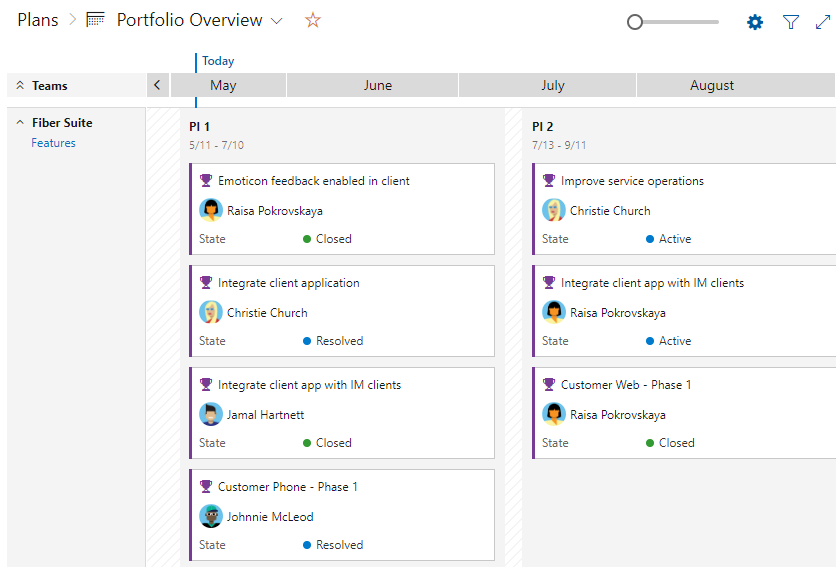 Plans > Portfolio Overview
Today
Teams < May June July August
Fiber Suite
Features
PI 1
5/11 - 7/10
Emoticon feedback enabled in client
Raisa Pokrovskaya
State Closed
Integrate client application
Christie Church
State Resolved
Integrate client app with IM clients
Jamal Hartnett
State Closed
Customer Phone - Phase 1
Johnnie McLeod
State Resolved
PI 2
7/13 - 9/11
Improve service operations
Christie Church
State Active
Integrate client app with IM clients
Raisa Pokrovskaya
State Active
Customer Web - Phase 1
Raisa Pokrovskaya
State Closed